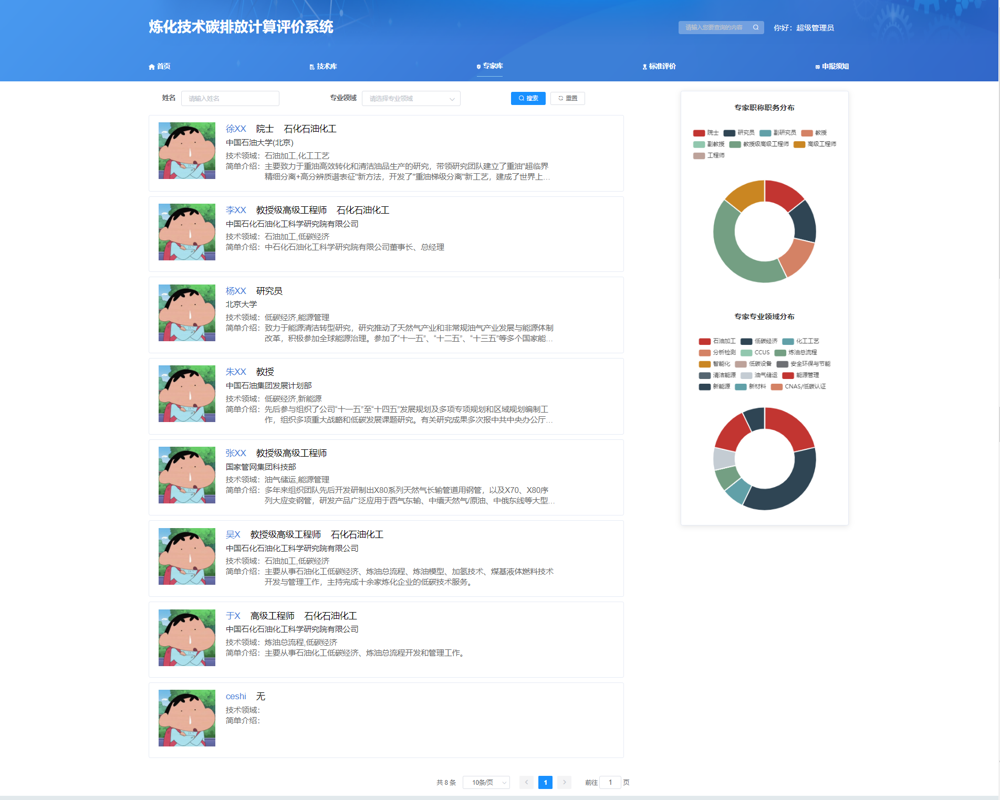 炼化技术碳排放计算评价系统
请输入您要查询的内容
你好：超级管理员
首页
技术库
专家库
标准评价
申报须知
姓名 请输入姓名
专业领域 请选择专业领域
搜索
重置
徐XX 院士 石化石油化工
中国石油大学(北京)
技术领域：石油加工,化工工艺
简单介绍：主要致力于重油高效转化和清洁油品生产的研究，带领研究团队建立了重油"超临界
精细分离+高分辨质谱表征"新方法，开发了"重油梯级分离"新工艺，建成了世界上...
李XX 教授级高级工程师 石化石油化工
中国石化石油化工科学研究院有限公司
技术领域：石油加工,低碳经济
简单介绍：中石化石油化工科学研究院有限公司董事长、总经理
杨XX 研究员
北京大学
技术领域：低碳经济,能源管理
简单介绍：致力于能源清洁转型研究，研究推动了天然气产业和非常规油气产业发展与能源体制
改革，积极参加全球能源治理。参加了“十一五”、“十二五”、“十三五”等多个国家能...
朱XX 教授
中国石油集团发展计划部
技术领域：低碳经济,新能源
简单介绍：先后参与组织了公司“十一五”至“十四五”发展规划及多项专项规划和区域规划编制工
作，组织多项重大战略和低碳发展课题研究。有关研究成果多次报中共中央办公厅...
张XX 教授级高级工程师
国家管网集团科技部
技术领域：油气储运,能源管理
简单介绍：多年来组织团队先后开发研制出X80系列天然气长输管道用钢管，以及X70、X80序
列大应变钢管，研发产品广泛应用于西气东输、中缅天然气/原油、中俄东线等大型...
吴X 教授级高级工程师 石化石油化工
中国石化石油化工科学研究院有限公司
技术领域：石油加工,低碳经济
简单介绍：主要从事石油化工低碳经济、炼油总流程、炼油模型、加氢技术、煤基液体燃料技术
开发与管理工作，主持完成十余家炼化企业的低碳技术服务。
于X 高级工程师 石化石油化工
中国石化石油化工科学研究院有限公司
技术领域：炼油总流程,低碳经济
简单介绍：主要从事石油化工低碳经济、炼油总流程开发和管理工作。
ceshi 无
技术领域：
简单介绍：
共 8 条 10条/页 1 前往 1 页
专家职称职务分布
院士 研究员 副研究员 教授
副教授 教授级高级工程师 高级工程师
工程师
专家专业领域分布
石油加工 低碳经济 化工工艺
分析检测 CCUS 炼油总流程
智能化 低碳设备 安全环保与节能
清洁能源 油气储运 能源管理
新能源 新材料 CNAS/低碳认证